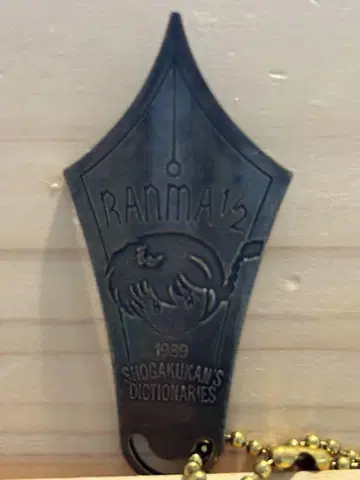 RANMA 1/2
1989
SHOGAKUKAN'S
DICTIONARIES